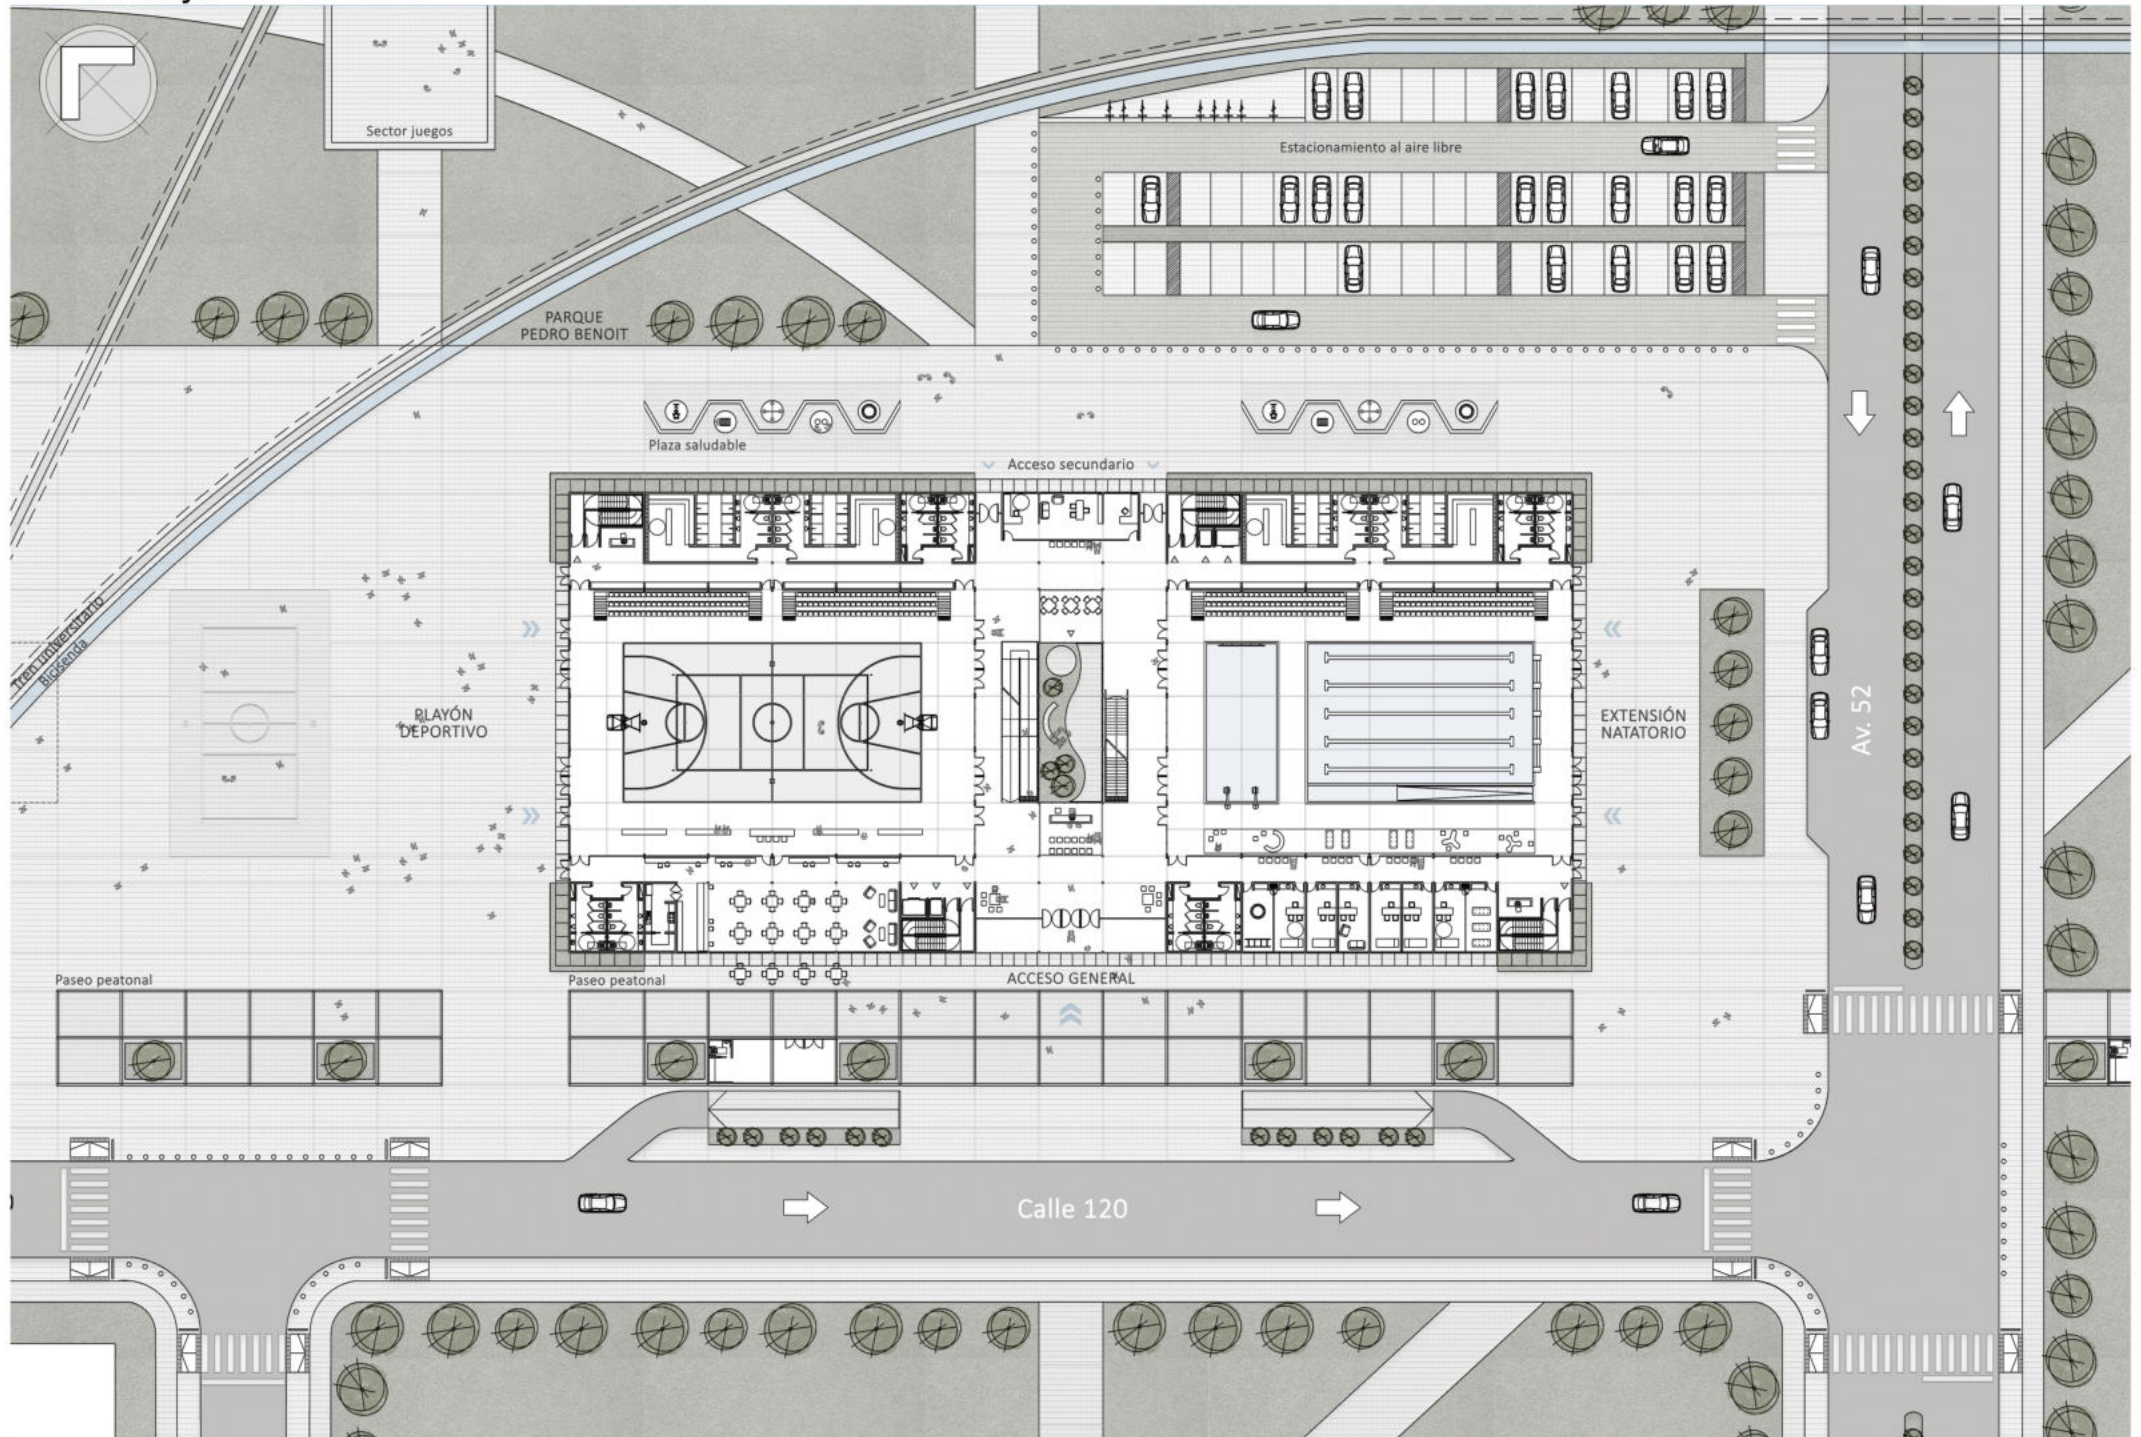 Sector juegos
Estacionamiento al aire libre
PARQUE
PEDRO BENOIT
Plaza saludable
Acceso secundario
Tren universitario
Bicisenda
PLAYÓN
DEPORTIVO
EXTENSIÓN
NATATORIO
Av. 52
Paseo peatonal
Paseo peatonal
ACCESO GENERAL
Calle 120